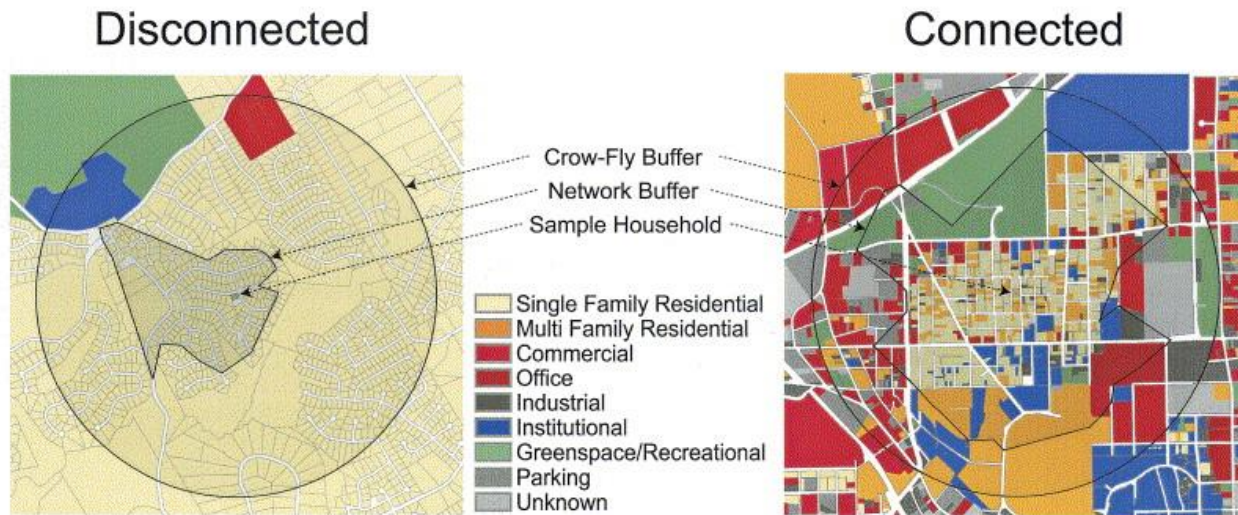 Disconnected
Connected
Crow-Fly Buffer
Network Buffer
Sample Household
Single Family Residential
Multi Family Residential
Commercial
Office
Industrial
Institutional
Greenspace/Recreational
Parking
Unknown